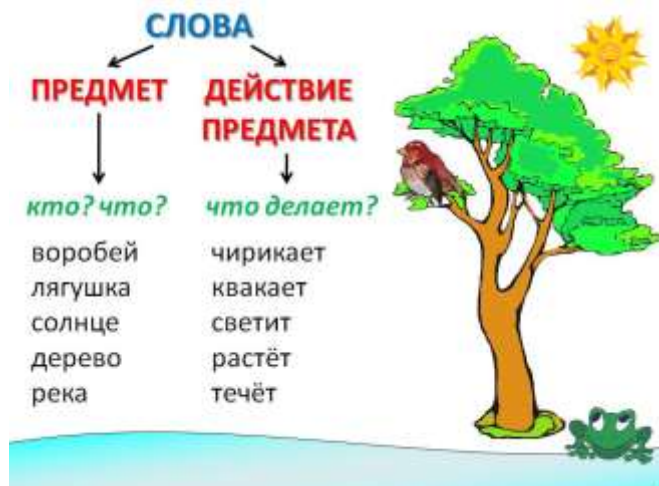 СЛОВА
ПРЕДМЕТ
ДЕЙСТВИЕ ПРЕДМЕТА
кто? что?
что делает?
воробей
лягушка
солнце
дерево
река
чирикает
квакает
светит
растёт
течёт